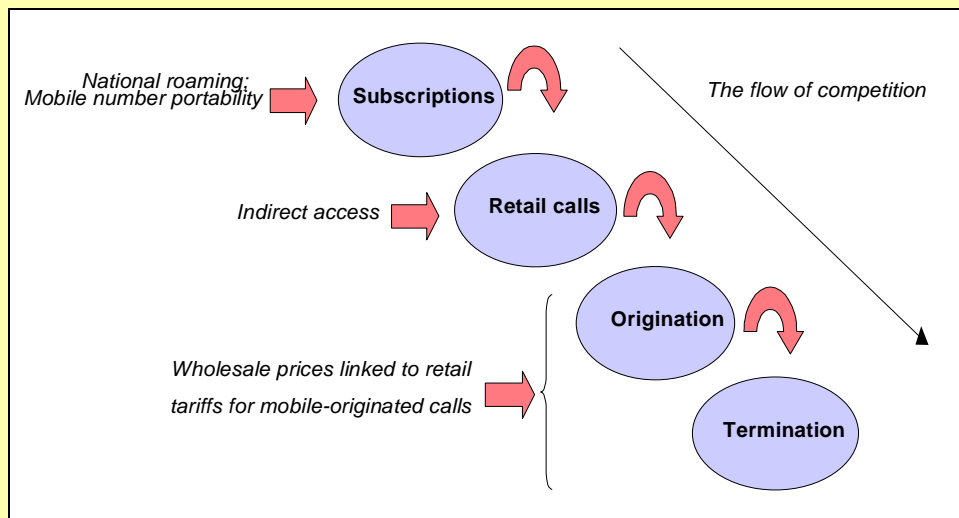 National roaming;
Mobile number portability
Subscriptions
The flow of competition
Indirect access
Retail calls
Origination
Wholesale prices linked to retail
tariffs for mobile-originated calls
Termination